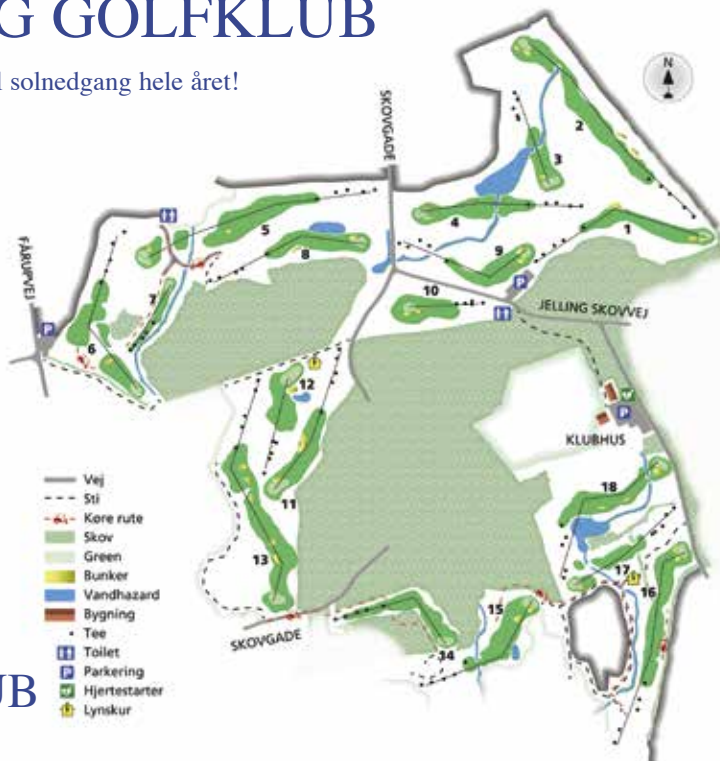 G GOLFKLUB
l solnedgang hele året!
N
SKOVGADE
2
3
4
5
1
8
9
FÅRUPVEJ
P
7
10
P
JELLING SKOVVEJ
6
12
P
KLUBHUS
11
18
13
17
16
15
14
SKOVGADE
Vej
Sti
Køre rute
Skov
Green
Bunker
Vandhazard
Bygning
Tee
Toilet
P Parkering
Hjertestarter
Lynskur
UB